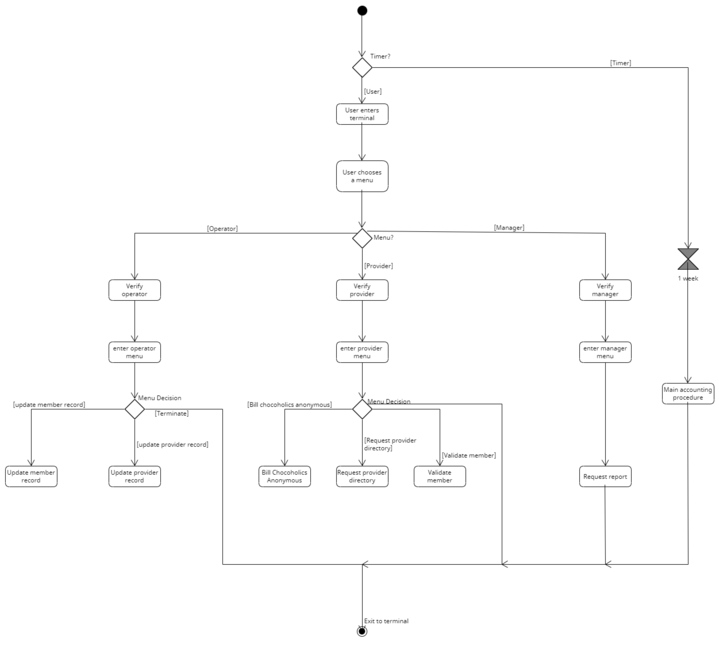 Timer?
[Timer]
[User]
User enters
terminal
User chooses
a menu
[Operator]
[Manager]
Menu?
[Provider]
1 week
Verify
operator
Verify
provider
Verify
manager
enter operator
menu
enter provider
menu
enter manager
menu
Main accounting
procedure
Menu Decision
Menu Decision
[update member record]
[Terminate]
[Bill chocoholics anonymous]
[update provider record]
[Request provider
directory]
[Validate member]
Update member
record
Update provider
record
Bill Chocoholics
Anonymous
Request provider
directory
Validate
member
Request report
Exit to terminal